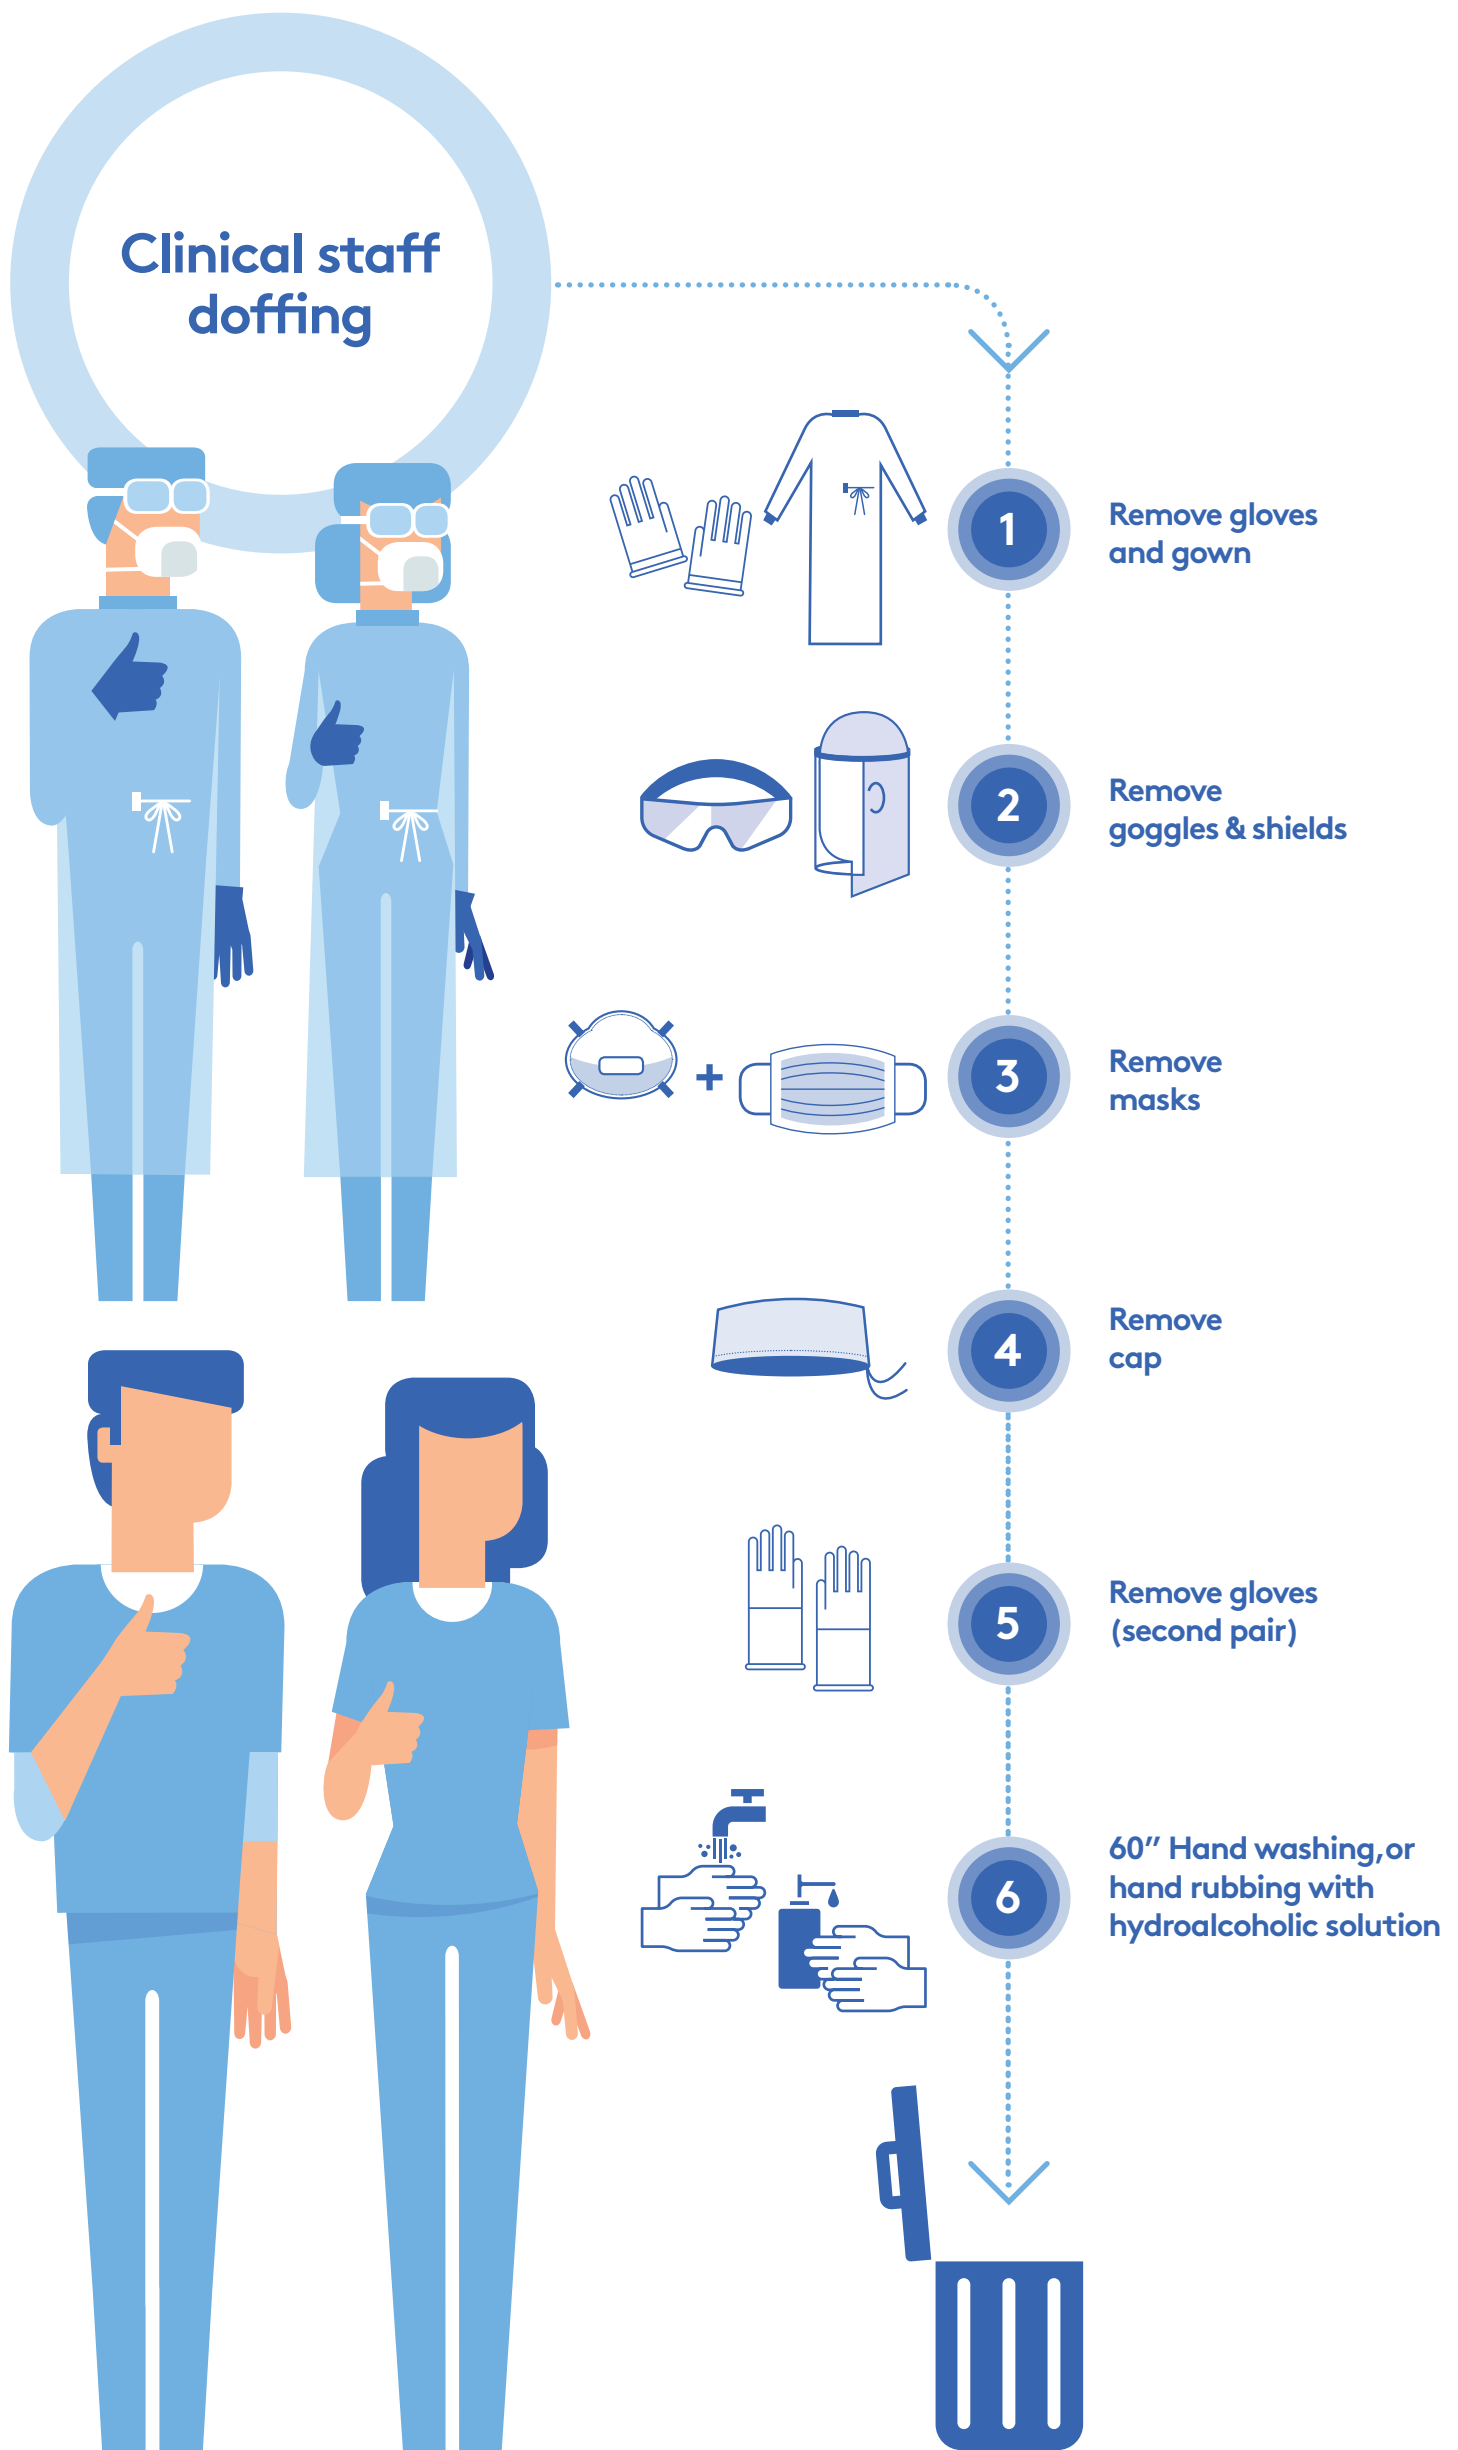 Clinical staff
doffing
1
Remove gloves
and gown
2
Remove
goggles & shields
3
Remove
masks
4
Remove
cap
5
Remove gloves
(second pair)
6
60” Hand washing,or
hand rubbing with
hydroalcoholic solution